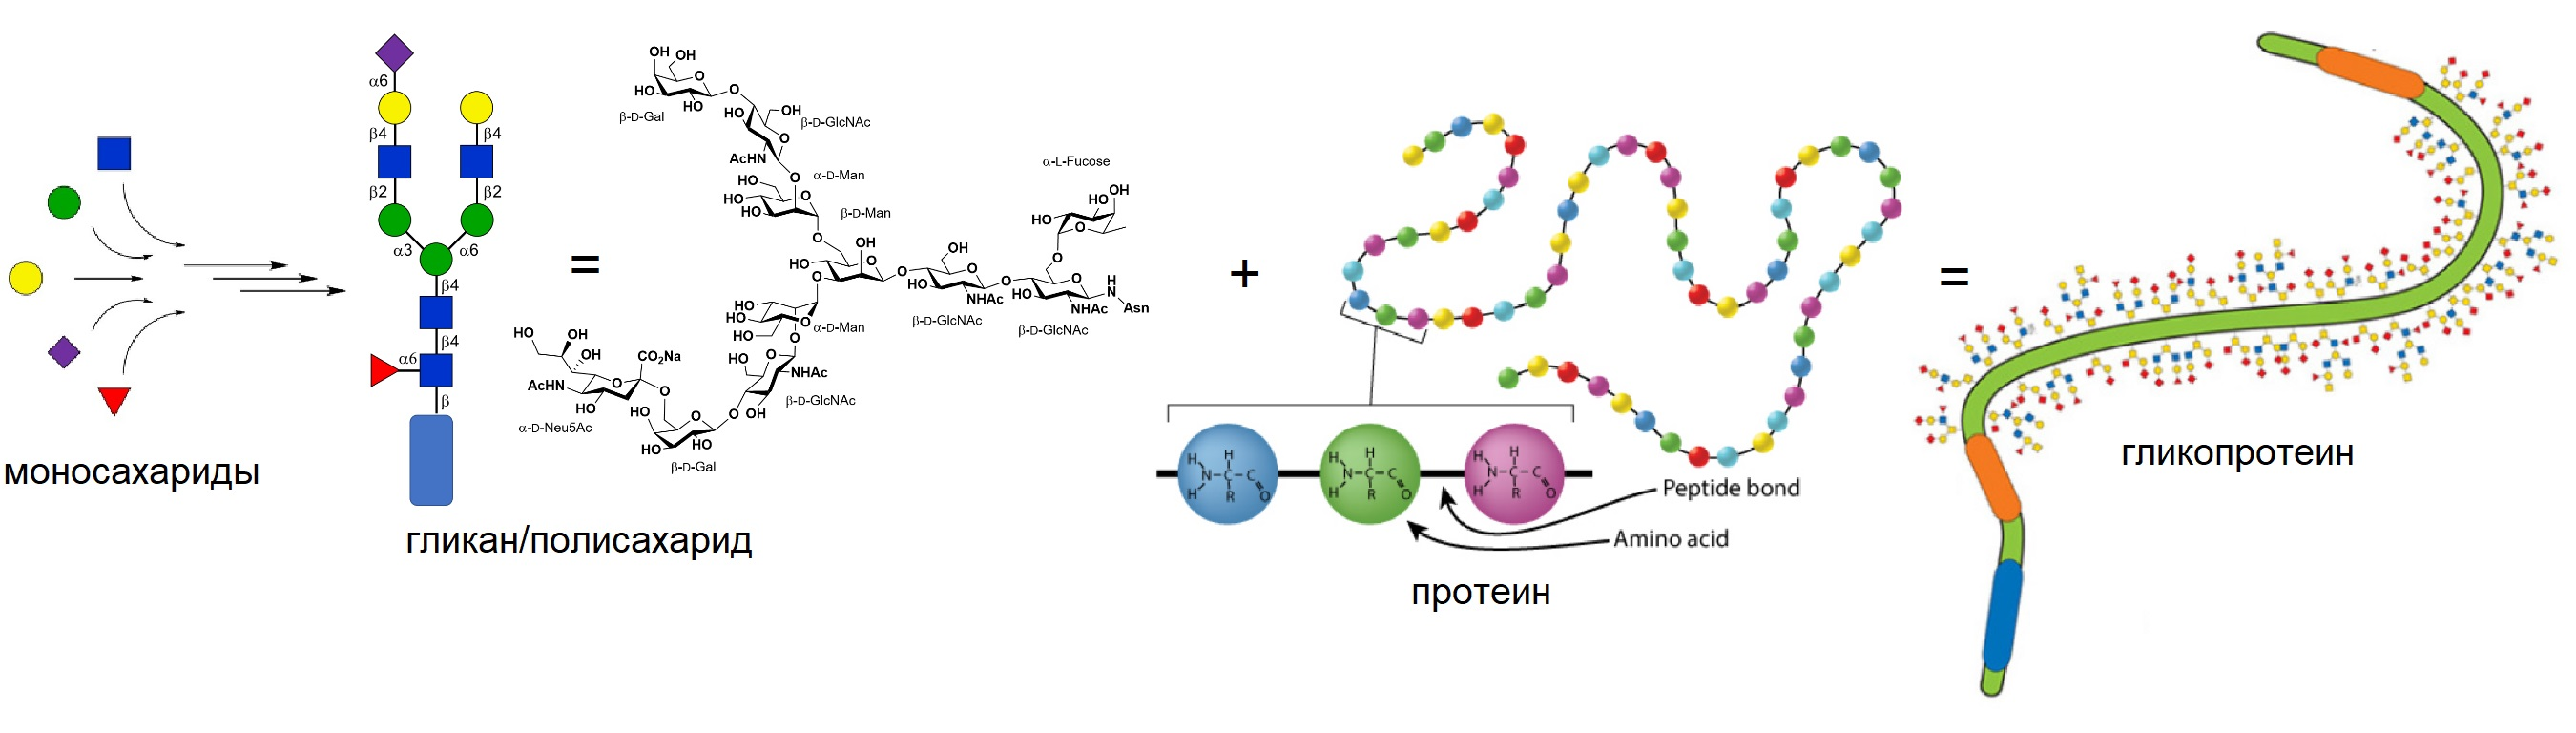 моносахариды
α6
β4
β4
β2
β2
α3
α6
β4
β4
α6
β
гликан/полисахарид
=
OH
OH
O
HO
HO
O
β-D-Gal
HO
OH
O
β-D-GlcNAc
AcHN
O
α-D-Man
HO
HO
HO
O
β-D-Man
O
OH
HO
O
O
O
OH
O
HO
NHAc
β-D-GlcNAc
α-L-Fucose
OH
HO
HO
O
O
O
O
HO
NHAc
H
N
Asn
β-D-GlcNAc
HO
HO
HO
O
α-D-Man
O
HO
O
NHAc
OH
β-D-GlcNAc
HO
OH
OH
CO2Na
AcHN
O
O
HO
α-D-Neu5Ac
HO
O
O
HO
HO
β-D-Gal
+
H
N
H
H
C
R
C
O
H
N
H
H
C
R
C
O
H
N
H
H
C
R
C
O
Peptide bond
Amino acid
протеин
=
гликопротеин